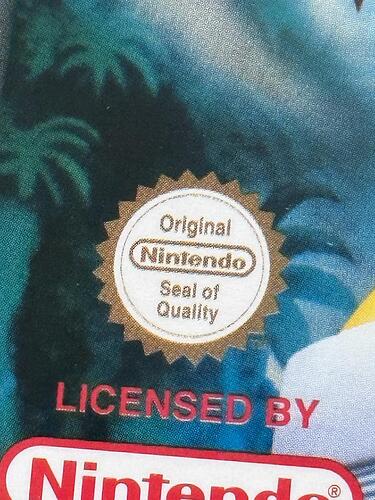 Original
Nintendo
Seal of
Quality
LICENSED BY
Nintendo®